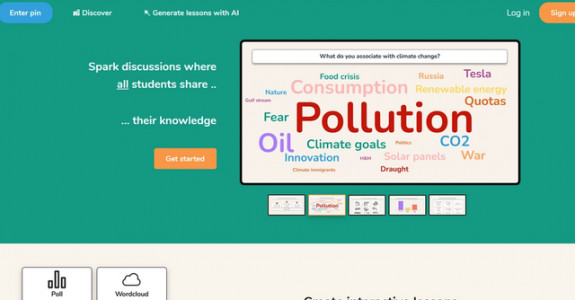 Enter pin
Discover
Generate lessons with AI
Log in
Sign up
Spark discussions where
all students share ..
... their knowledge
Get started
What do you associate with climate change?
Food crisis
Russia
Tesla
Nature
Consumption
Renewable energy
Gulf stream
Quotas
Fear
Pollution
Oil
Climate goals
Politics
CO2
Innovation
H&M
Solar panels
War
Climate immigrants
Draught
Pollution
Poll
Wordcloud